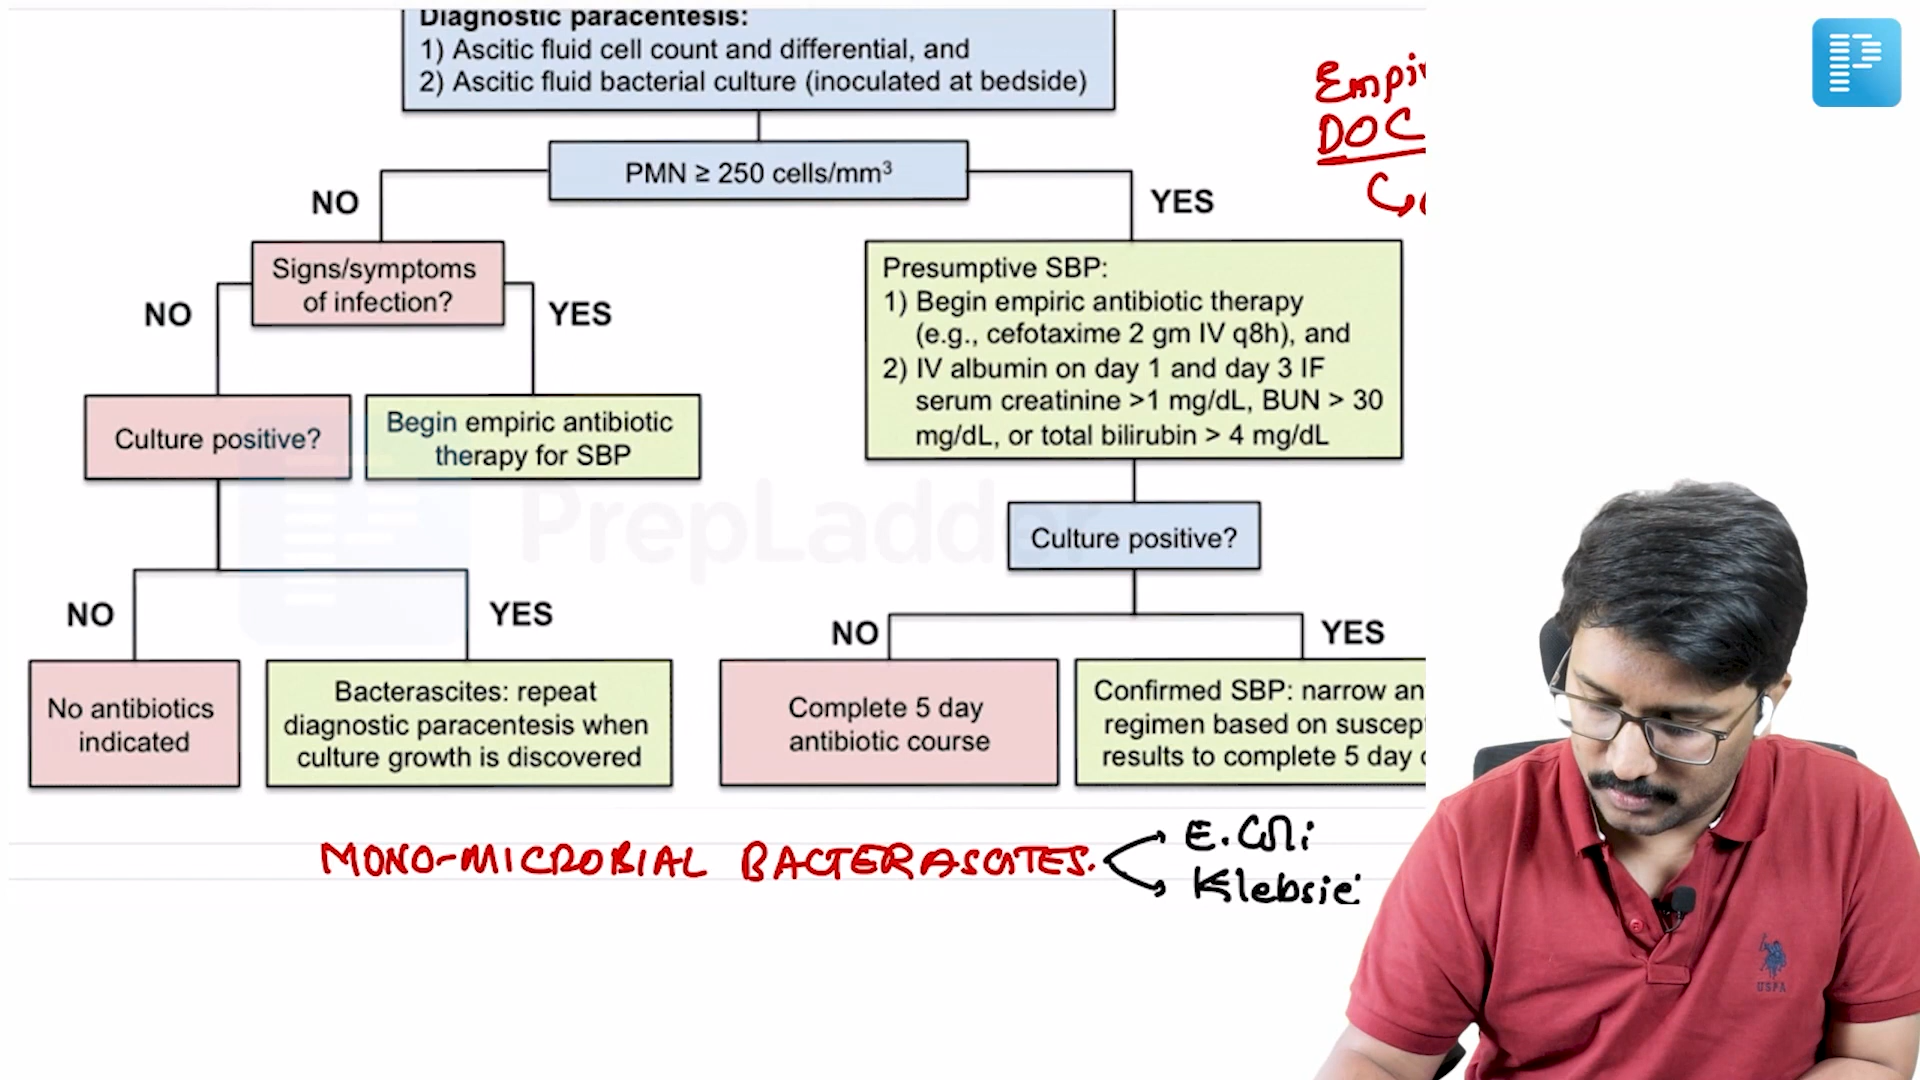 Diagnostic paracentesis:
1) Ascitic fluid cell count and differential, and
2) Ascitic fluid bacterial culture (inoculated at bedside)
Empi
DOC
PMN ≥ 250 cells/mm³
NO
YES
Signs/symptoms
of infection?
NO
YES
Presumptive SBP:
1) Begin empiric antibiotic therapy
(e.g., cefotaxime 2 gm IV q8h), and
2) IV albumin on day 1 and day 3 IF
serum creatinine >1 mg/dL, BUN > 30
mg/dL, or total bilirubin > 4 mg/dL
Culture positive?
Begin empiric antibiotic
therapy for SBP
PrepLadder
Culture positive?
NO
YES
NO
YES
No antibiotics
indicated
Bacterascites: repeat
diagnostic paracentesis when
culture growth is discovered
Complete 5 day
antibiotic course
Confirmed SBP: narrow an
regimen based on suscept
results to complete 5 day
MONO-MICROBIAL BACTERASCITES.
E.Coli
Klebsie
USPA